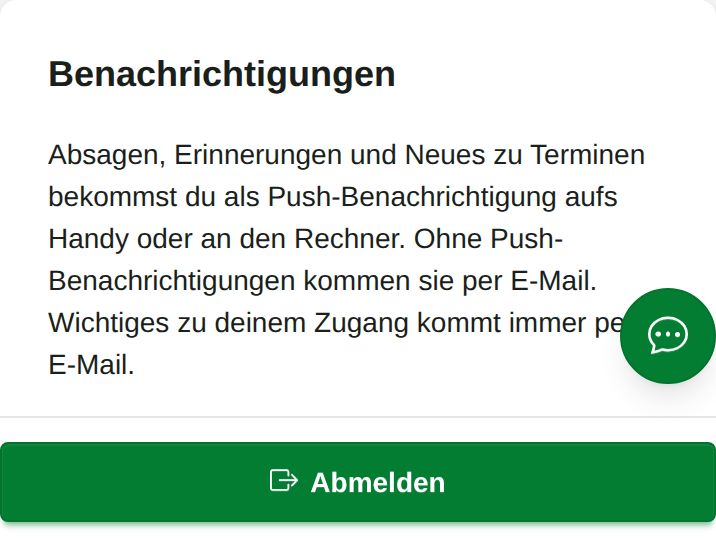 Benachrichtigungen
Absagen, Erinnerungen und Neues zu Terminen
bekommst du als Push-Benachrichtigung aufs
Handy oder an den Rechner. Ohne Push-
Benachrichtigungen kommen sie per E-Mail.
Wichtiges zu deinem Zugang kommt immer pe
E-Mail.
Abmelden